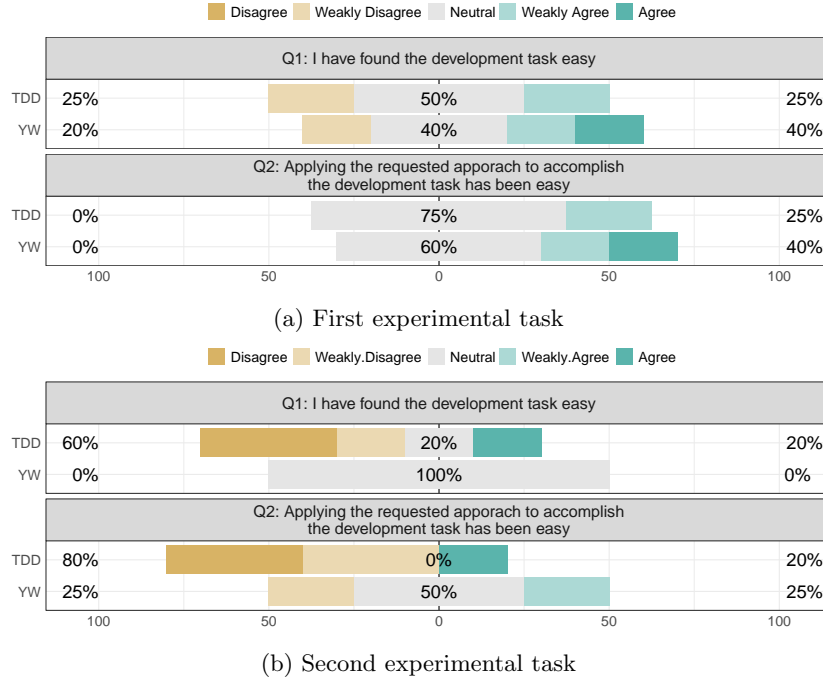 Disagree Weakly Disagree Neutral Weakly Agree Agree
Q1: I have found the development task easy
TDD 25% 50% 25%
YW 20% 40% 40%
Q2: Applying the requested apporach to accomplish
the development task has been easy
TDD 0% 75% 25%
YW 0% 60% 40%
100 50 0 50 100
(a) First experimental task
Disagree Weakly.Disagree Neutral Weakly.Agree Agree
Q1: I have found the development task easy
TDD 60% 20% 20%
YW 0% 100% 0%
Q2: Applying the requested apporach to accomplish
the development task has been easy
TDD 80% 0% 20%
YW 25% 50% 25%
100 50 0 50 100
(b) Second experimental task